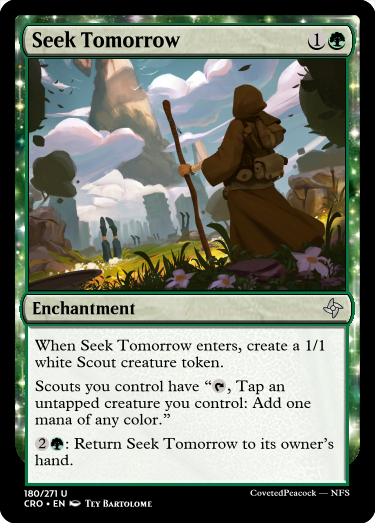 Seek Tomorrow 1
Enchantment
When Seek Tomorrow enters, create a 1/1
white Scout creature token.
Scouts you control have “, Tap an
untapped creature you control: Add one
mana of any color.”
2: Return Seek Tomorrow to its owner’s
hand.
180/271 U
CRO • EN Tey Bartolome
CovetedPeacock — NFS